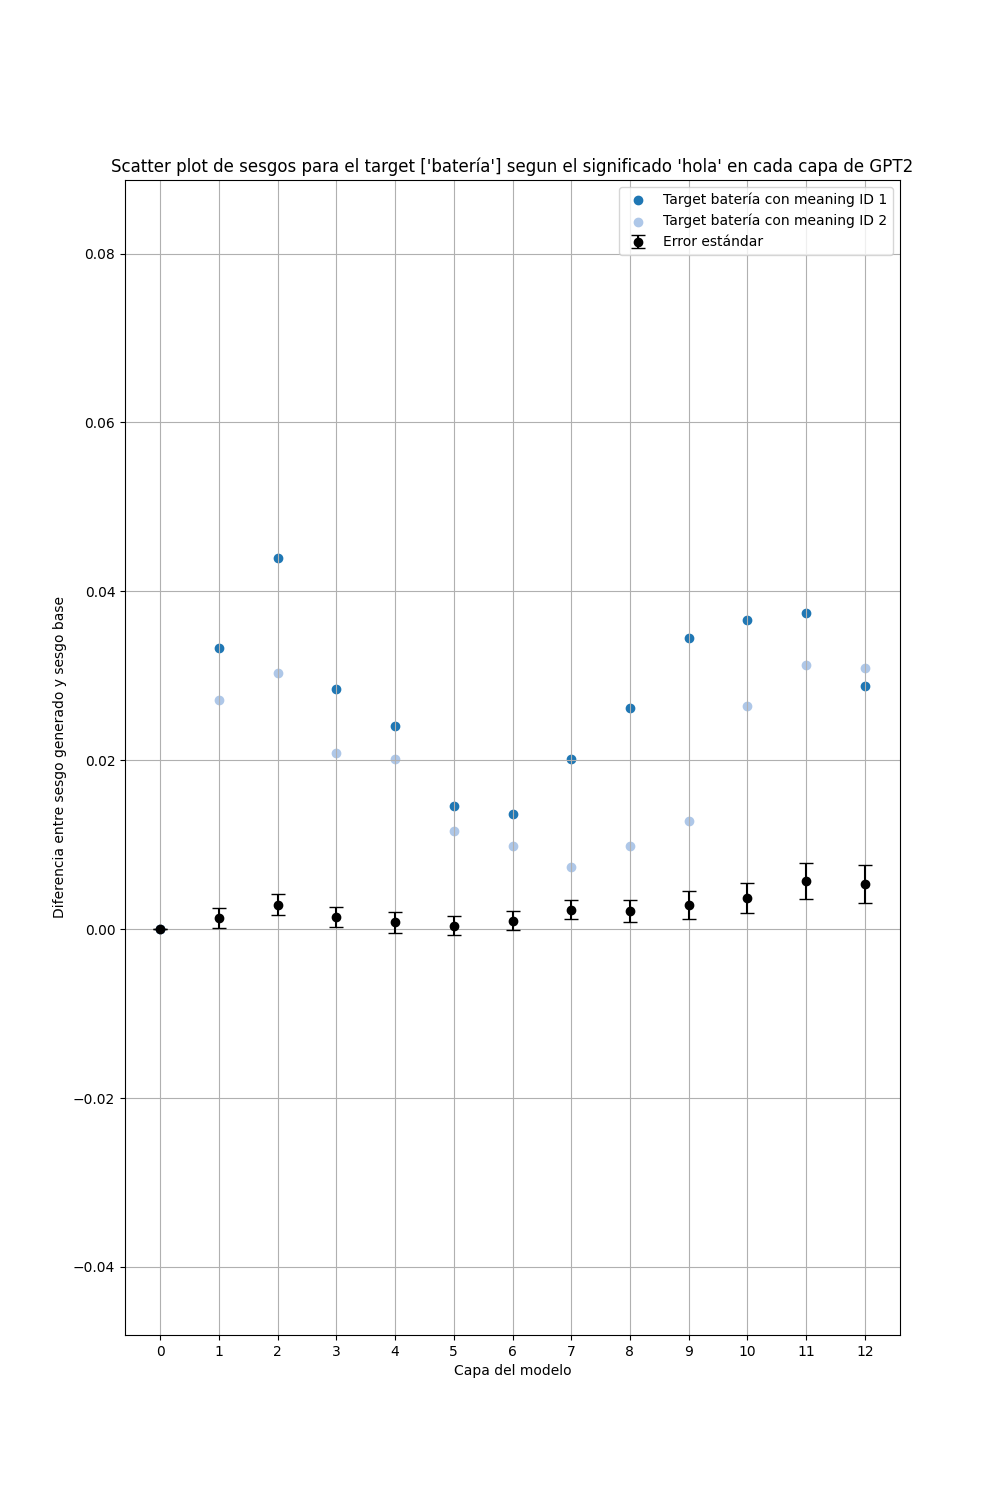 Scatter plot de sesgos para el target ['batería'] segun el significado 'hola' en cada capa de GPT2
Target batería con meaning ID 1
Target batería con meaning ID 2
Error estándar
Diferencia entre sesgo generado y sesgo base
0.08
0.06
0.04
0.02
0.00
−0.02
−0.04
0 1 2 3 4 5 6 7 8 9 10 11 12
Capa del modelo